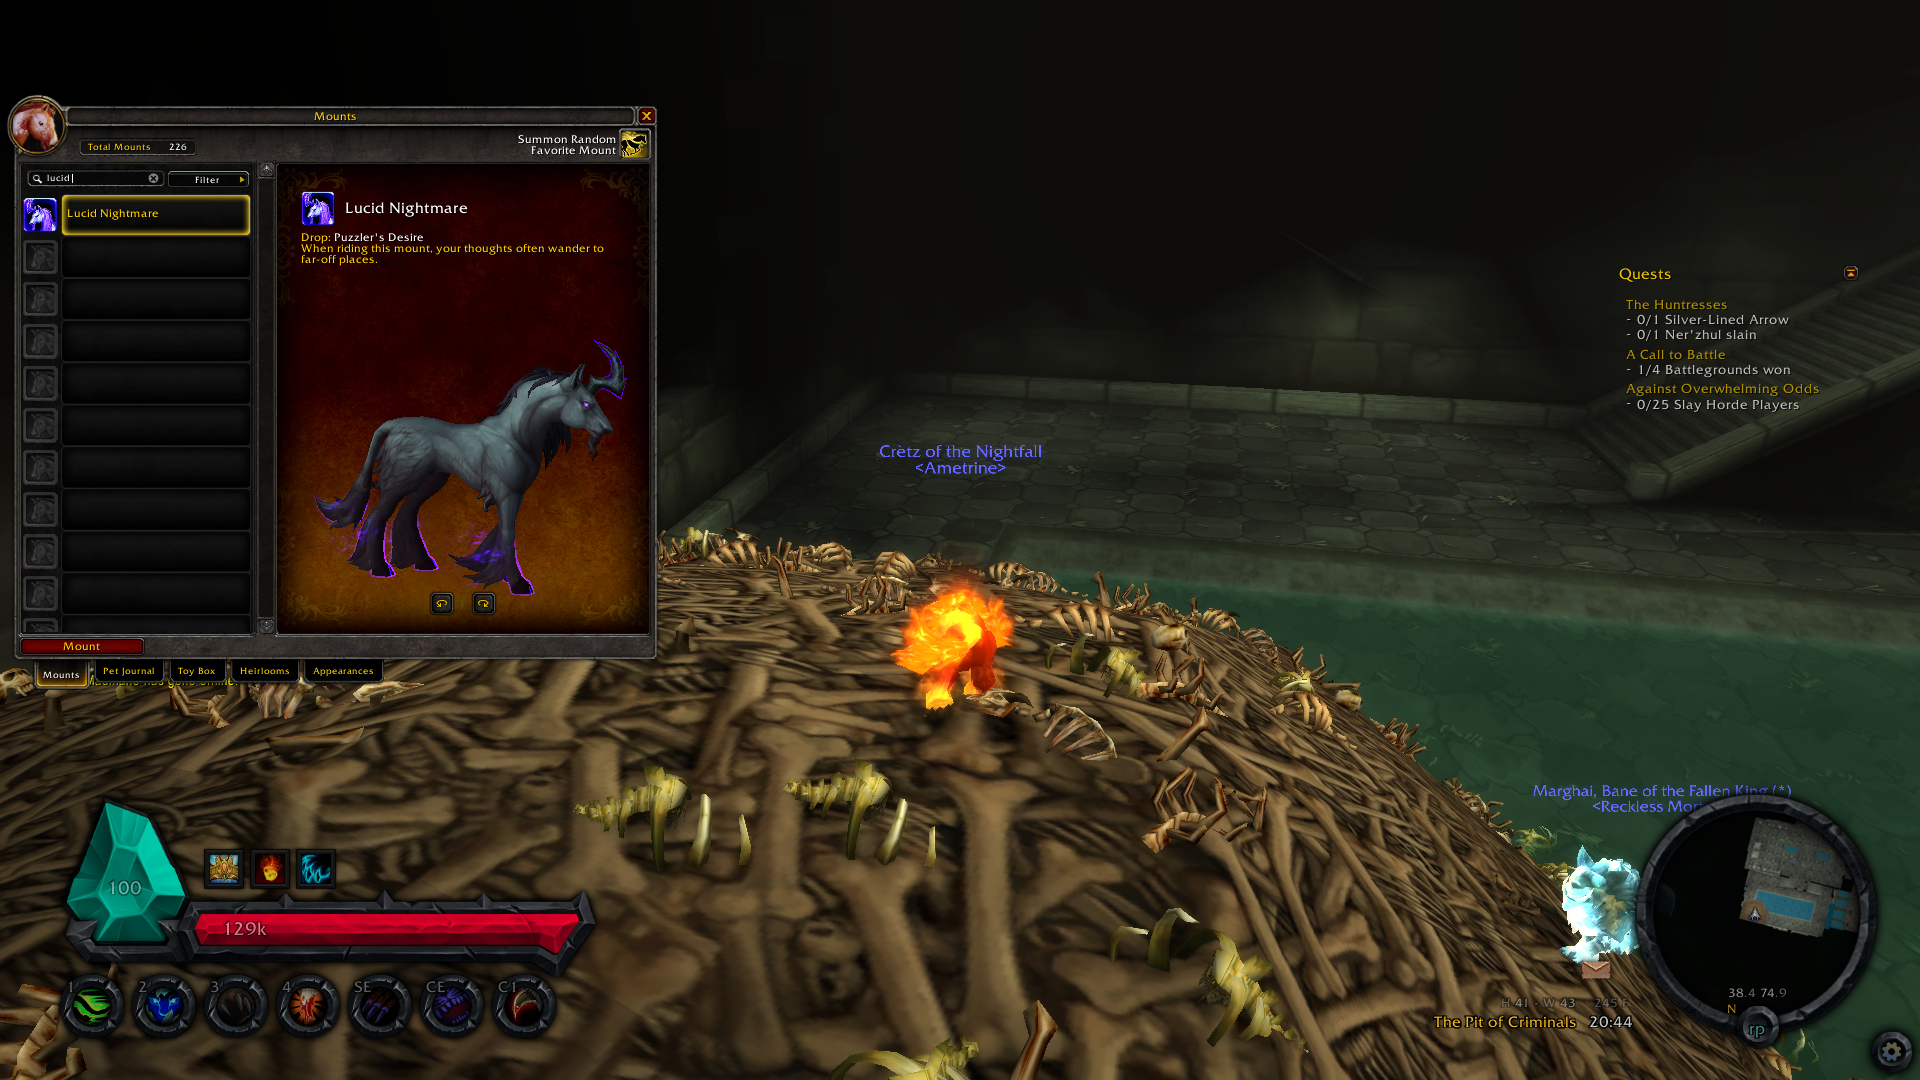 Mounts
Total Mounts 226
Summon Random
Favorite Mount
lucid
Filter
Lucid Nightmare
Lucid Nightmare
Drop: Puzzler's Desire
When riding this mount, your thoughts often wander to
far-off places.
Mount
Mounts
Pet Journal
Toy Box
Heirlooms
Appearances
Quests
The Huntresses
- 0/1 Silver-Lined Arrow
- 0/1 Ner'zhul slain
A Call to Battle
- 1/4 Battlegrounds won
Against Overwhelming Odds
- 0/25 Slay Horde Players
Crètz of the Nightfall
<Ametrine>
Marghai, Bane of the Fallen King (*)
<Reckless
100
129k
1
2
3
4
SE
CE
C1
38.4 74.9
N
H 41 - W 43 245 F
The Pit of Criminals 20:44
rp